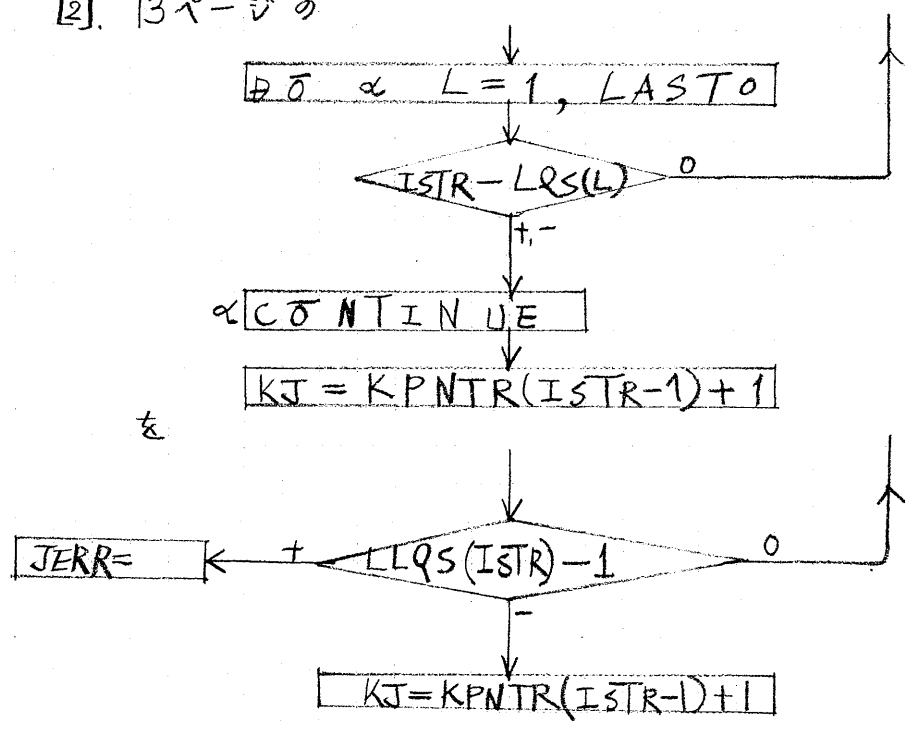 [2]. 13ページの
DO α L=1, LASTO
ISTR-LQS(L)
0
+,-
α CONTINUE
KJ=KPNTR(ISTR-1)+1
を
JERR=
+
LLQS(ISTR)-1
0
-
KJ=KPNTR(ISTR-1)+1